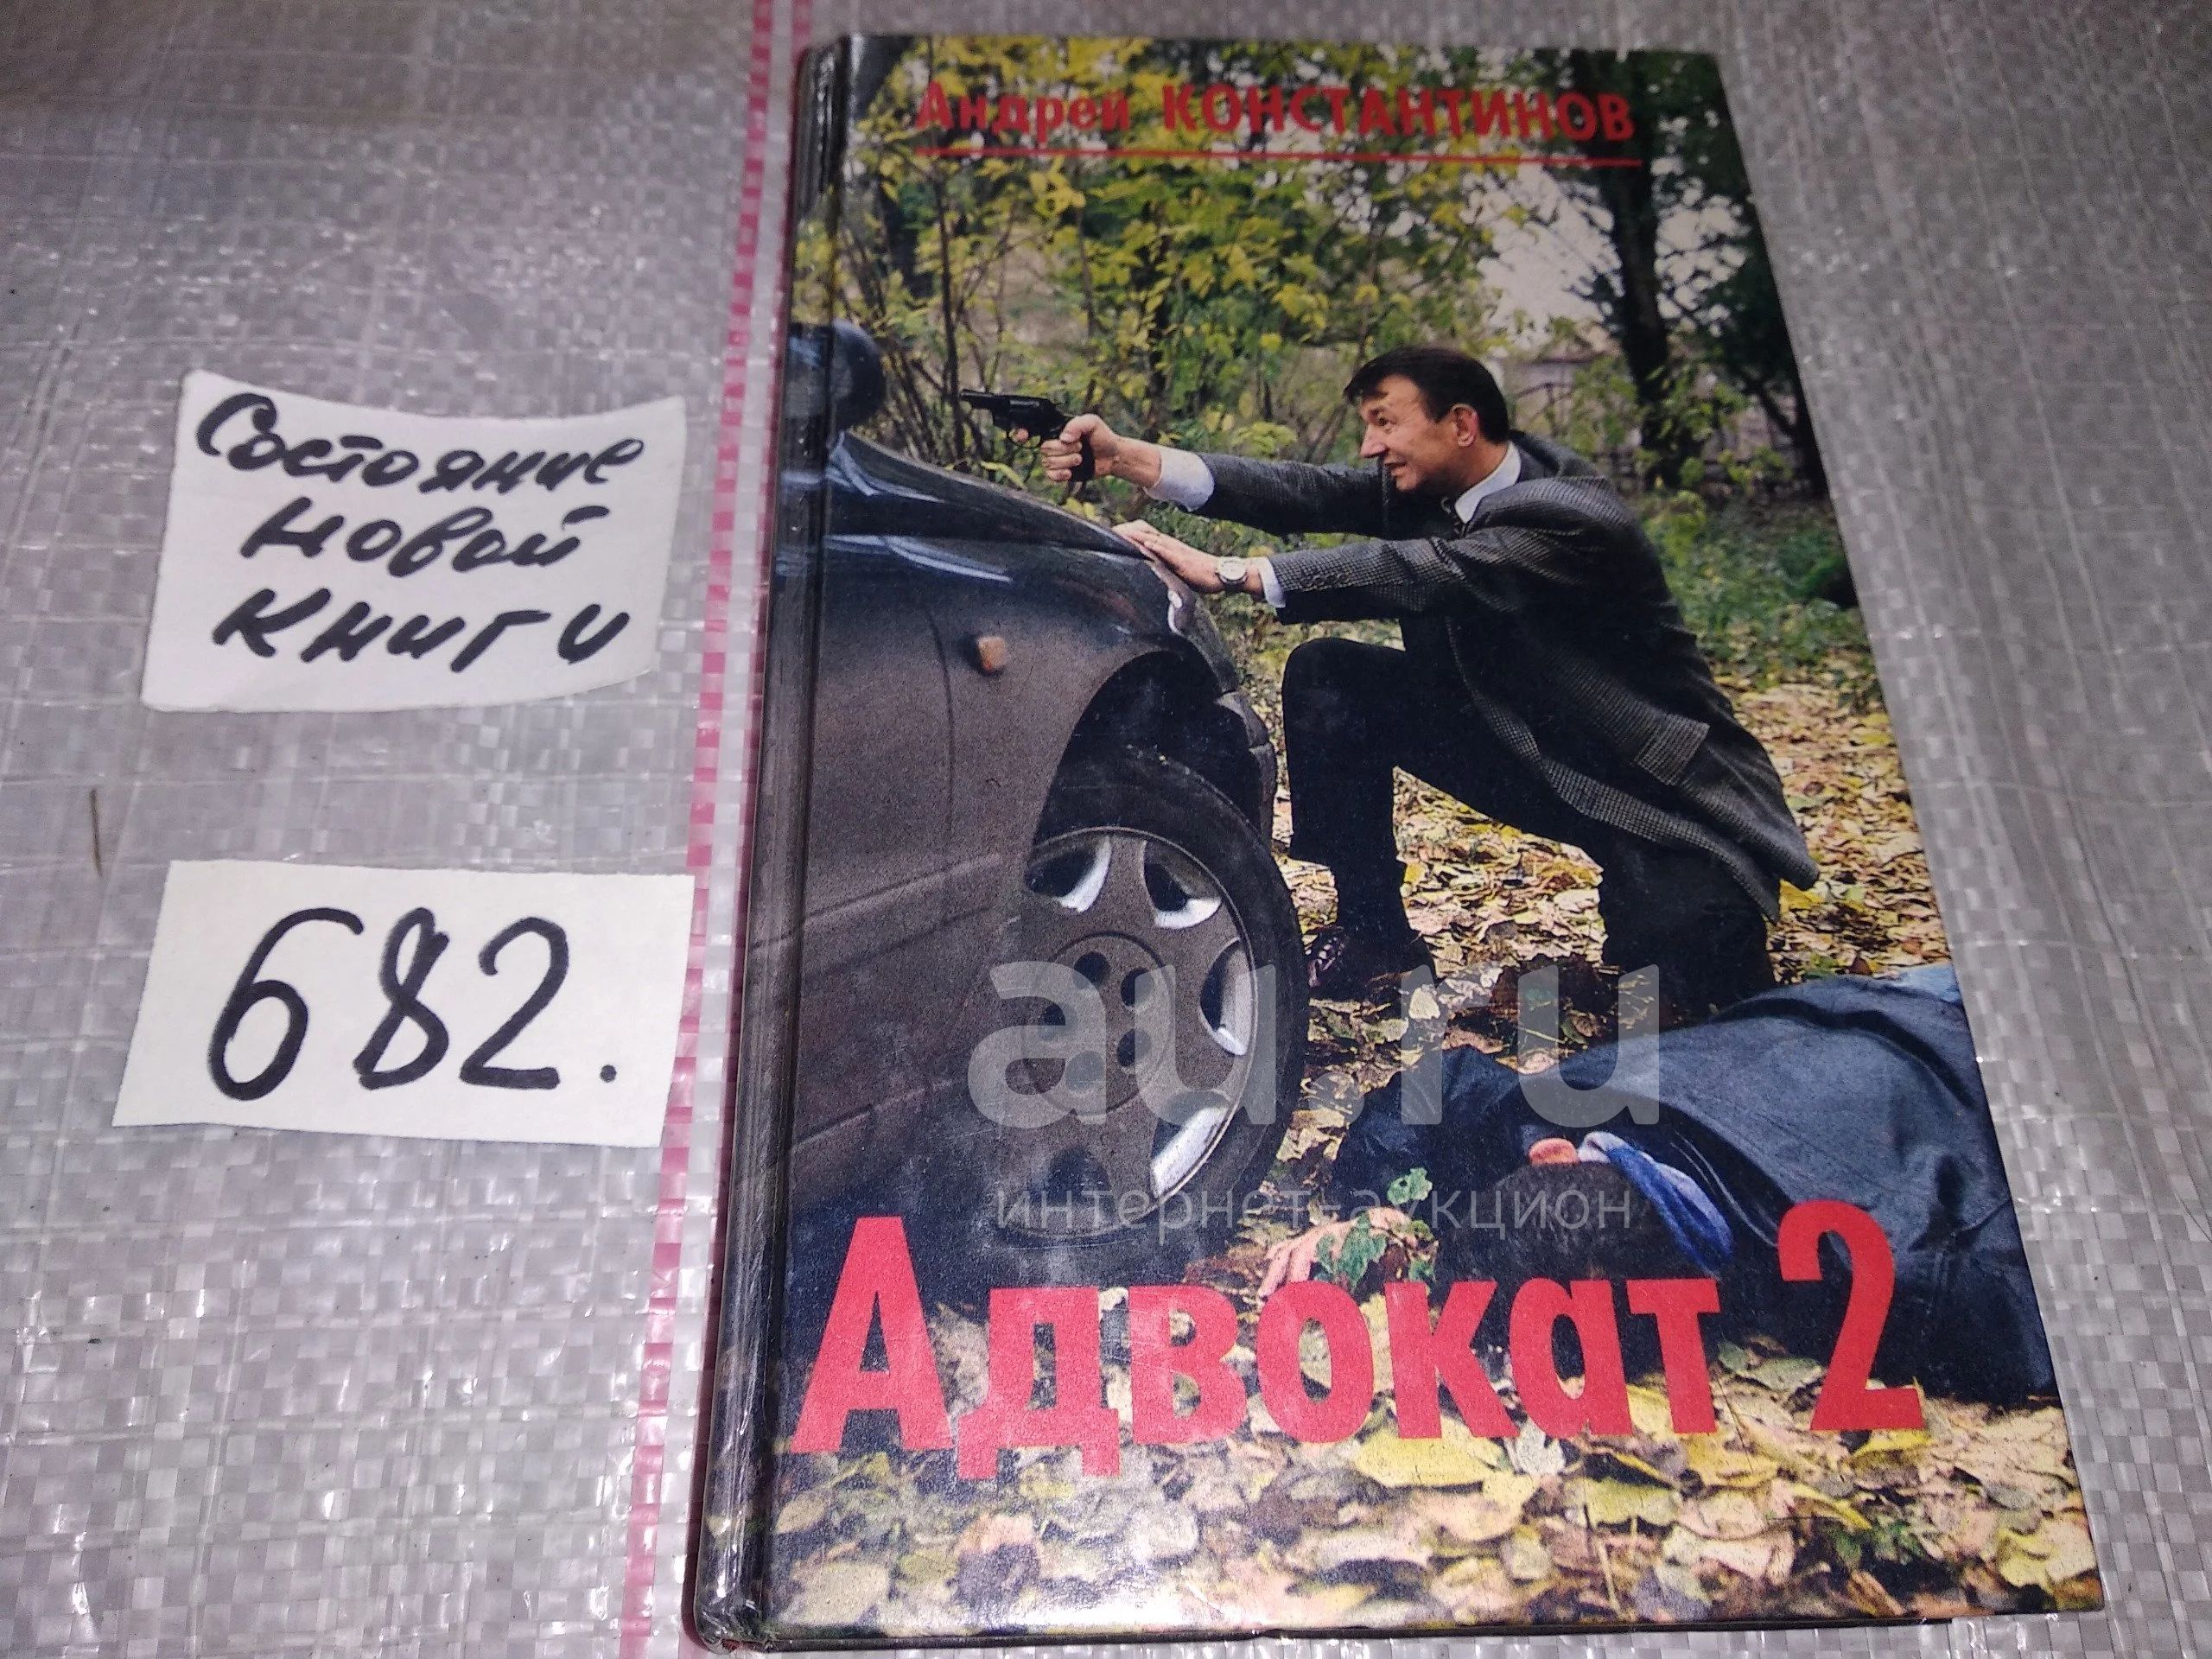 Андрей КОНСТАНТИНОВ
Состояние
новой
книги
682.
au.ru
интернет-аукцион
Адвокат 2